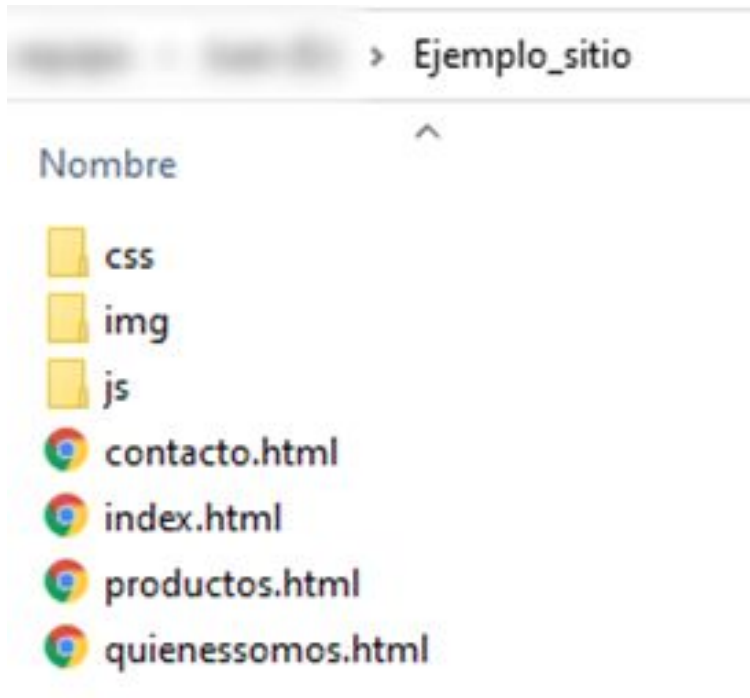 > Ejemplo_sitio
Nombre
css
img
js
contacto.html
index.html
productos.html
quienessomos.html